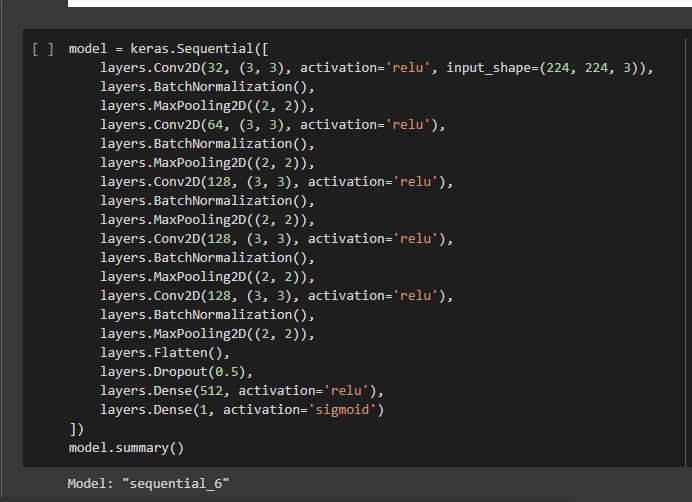 [ ] model = keras.Sequential([
layers.Conv2D(32, (3, 3), activation='relu', input_shape=(224, 224, 3)),
layers.BatchNormalization(),
layers.MaxPooling2D((2, 2)),
layers.Conv2D(64, (3, 3), activation='relu'),
layers.BatchNormalization(),
layers.MaxPooling2D((2, 2)),
layers.Conv2D(128, (3, 3), activation='relu'),
layers.BatchNormalization(),
layers.MaxPooling2D((2, 2)),
layers.Conv2D(128, (3, 3), activation='relu'),
layers.BatchNormalization(),
layers.MaxPooling2D((2, 2)),
layers.Conv2D(128, (3, 3), activation='relu'),
layers.BatchNormalization(),
layers.MaxPooling2D((2, 2)),
layers.Flatten(),
layers.Dropout(0.5),
layers.Dense(512, activation='relu'),
layers.Dense(1, activation='sigmoid')
])
model.summary()
Model: "sequential_6"